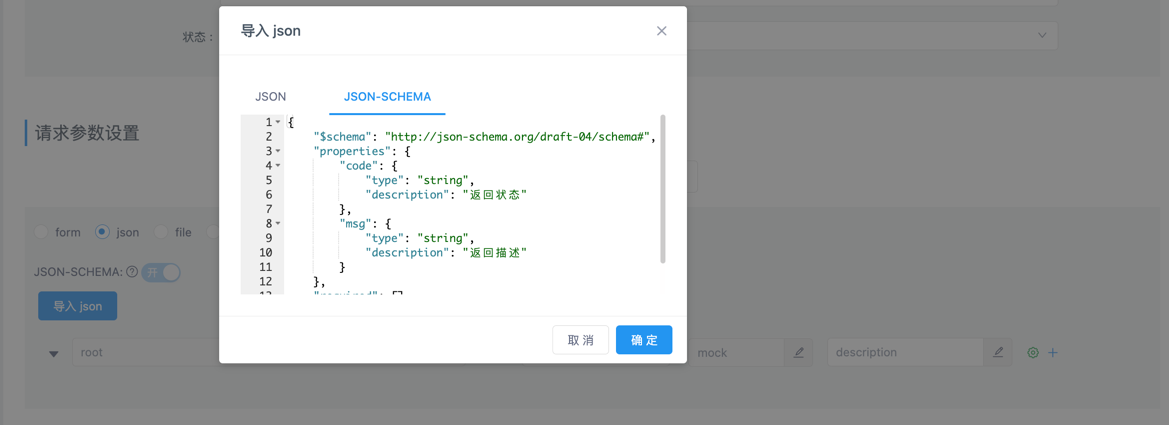 导入 json
状态：
JSON
JSON-SCHEMA
请求参数设置
1 {
2 "$schema": "http://json-schema.org/draft-04/schema#",
3 "properties": {
4 "code": {
5 "type": "string",
6 "description": "返回状态"
7 },
8 "msg": {
9 "type": "string",
10 "description": "返回描述"
11 }
12 },
13 "required": []
form json file
JSON-SCHEMA: 开
导入 json
取 消 确 定
root mock description